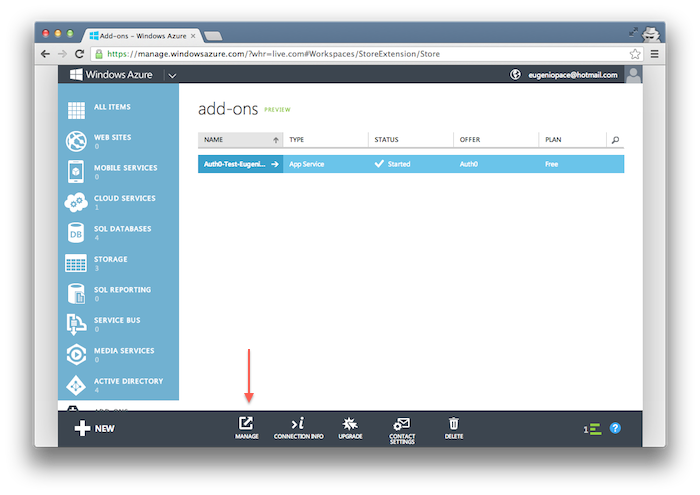 Add-ons - Windows Azure
https://manage.windowsazure.com/?whr=live.com#Workspaces/StoreExtension/Store
Windows Azure
eugeniopace@hotmail.com
ALL ITEMS
WEB SITES
0
MOBILE SERVICES
0
CLOUD SERVICES
1
SQL DATABASES
4
DB
STORAGE
3
SQL REPORTING
0
SERVICE BUS
0
MEDIA SERVICES
0
ACTIVE DIRECTORY
4
add-ons PREVIEW
NAME TYPE STATUS OFFER PLAN
Auth0-Test-Eugeni... App Service Started Auth0 Free
NEW
MANAGE
CONNECTION INFO
UPGRADE
CONTACT
SETTINGS
DELETE
1
?